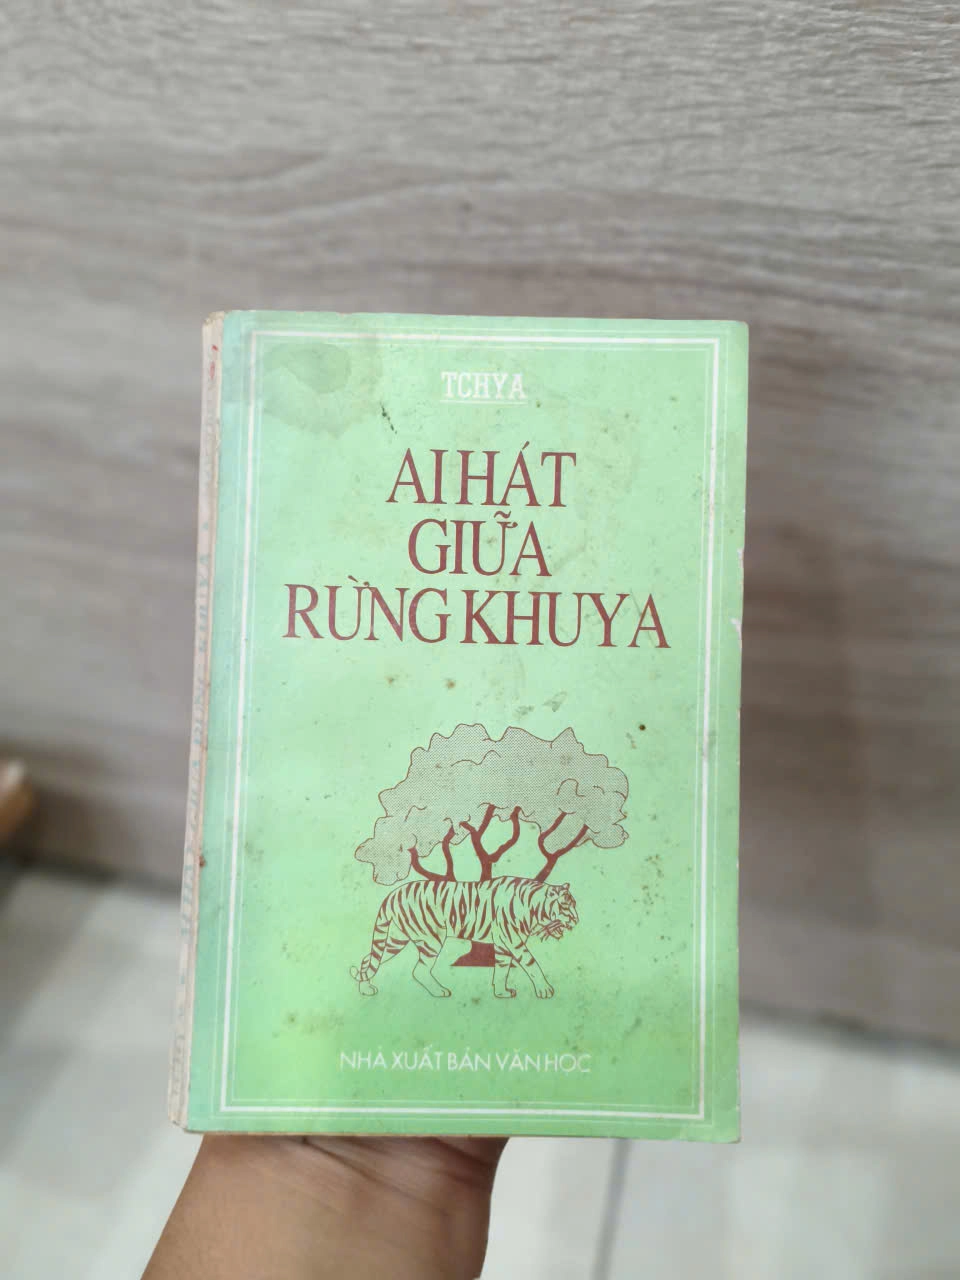 TCHYA
AI HÁT
GIỮA
RỪNG KHUYA
NHÀ XUẤT BẢN VĂN HỌC